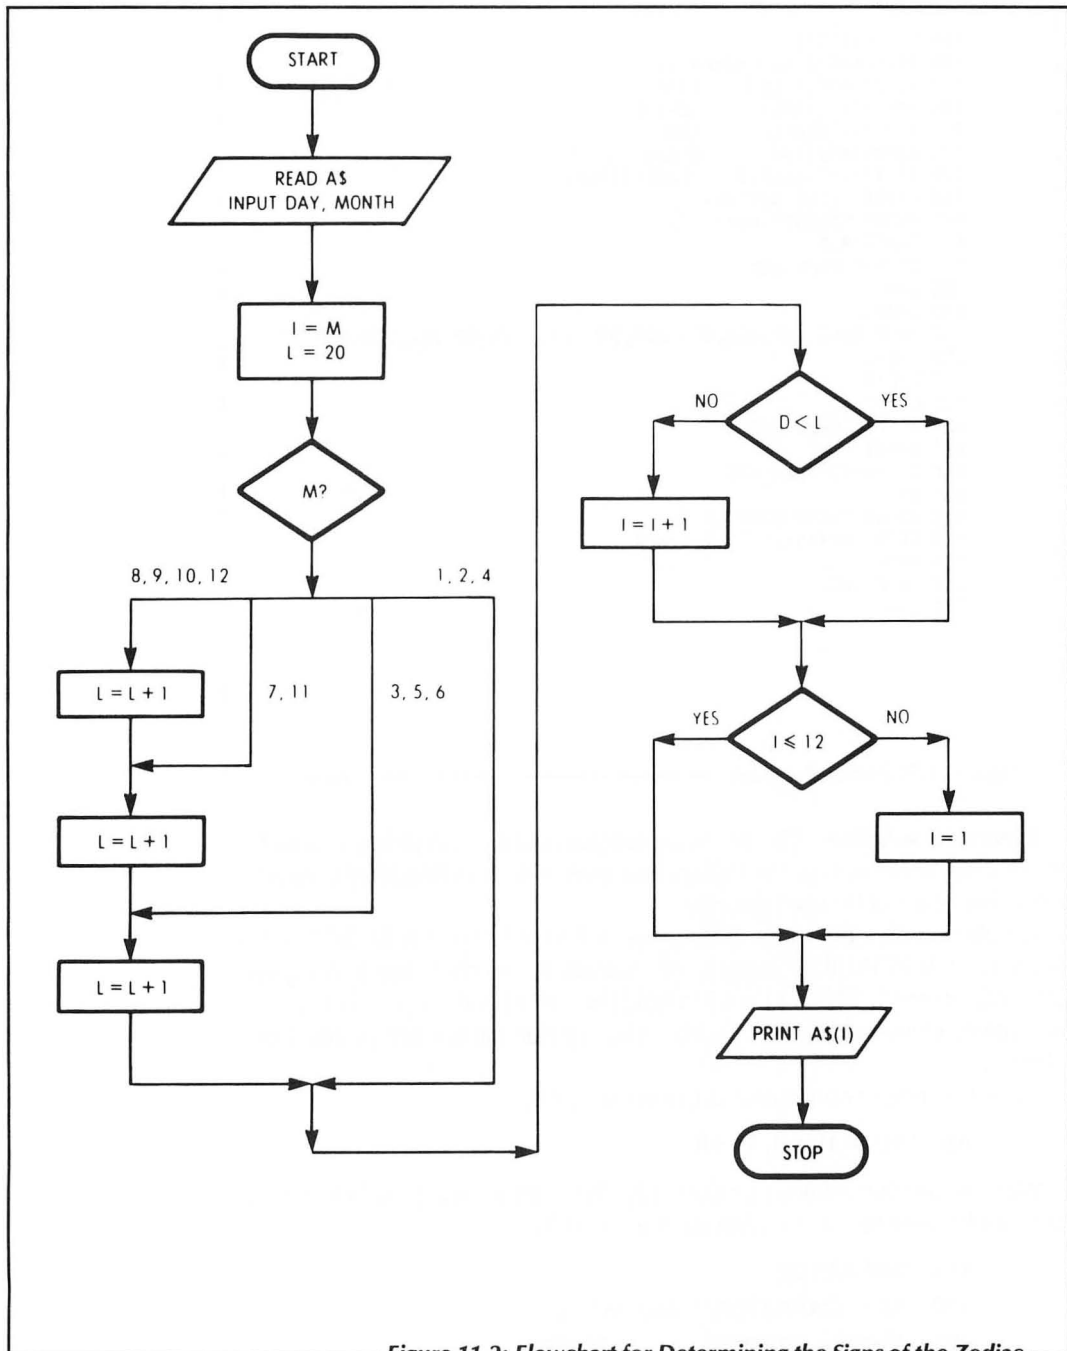 START
READ A$
INPUT DAY, MONTH
I = M
L = 20
M?
8, 9, 10, 12
1, 2, 4
7, 11
3, 5, 6
L = L + 1
L = L + 1
L = L + 1
D < L
NO
YES
I = I + 1
I ⩽ 12
YES
NO
I = 1
PRINT A$(I)
STOP
Figure 11.2: Flowchart for Determining the Signs of the Zodiac